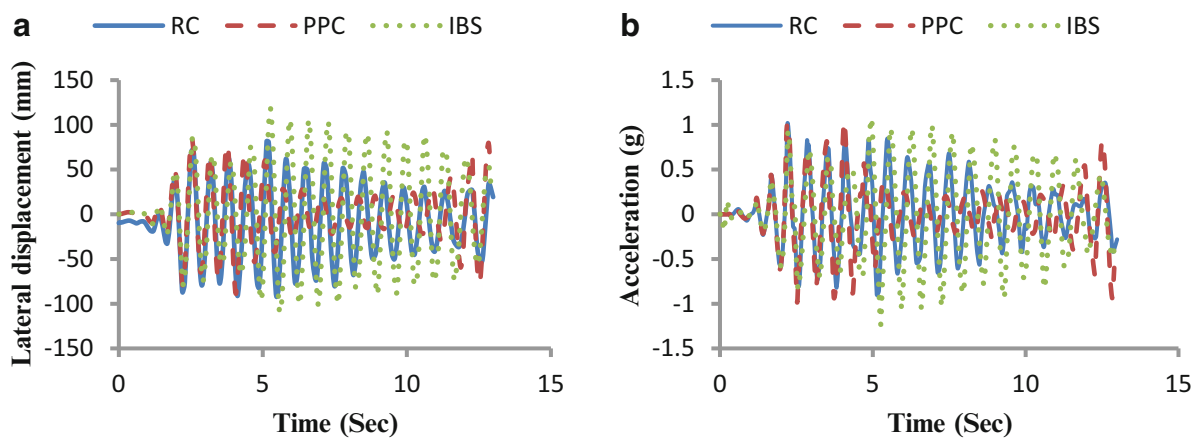 a
RC PPC IBS
150
100
50
0
-50
-100
-150
Lateral displacement (mm)
0 5 10 15
Time (Sec)
b
RC PPC IBS
1.5
1
0.5
0
-0.5
-1
-1.5
Acceleration (g)
0 5 10 15
Time (Sec)